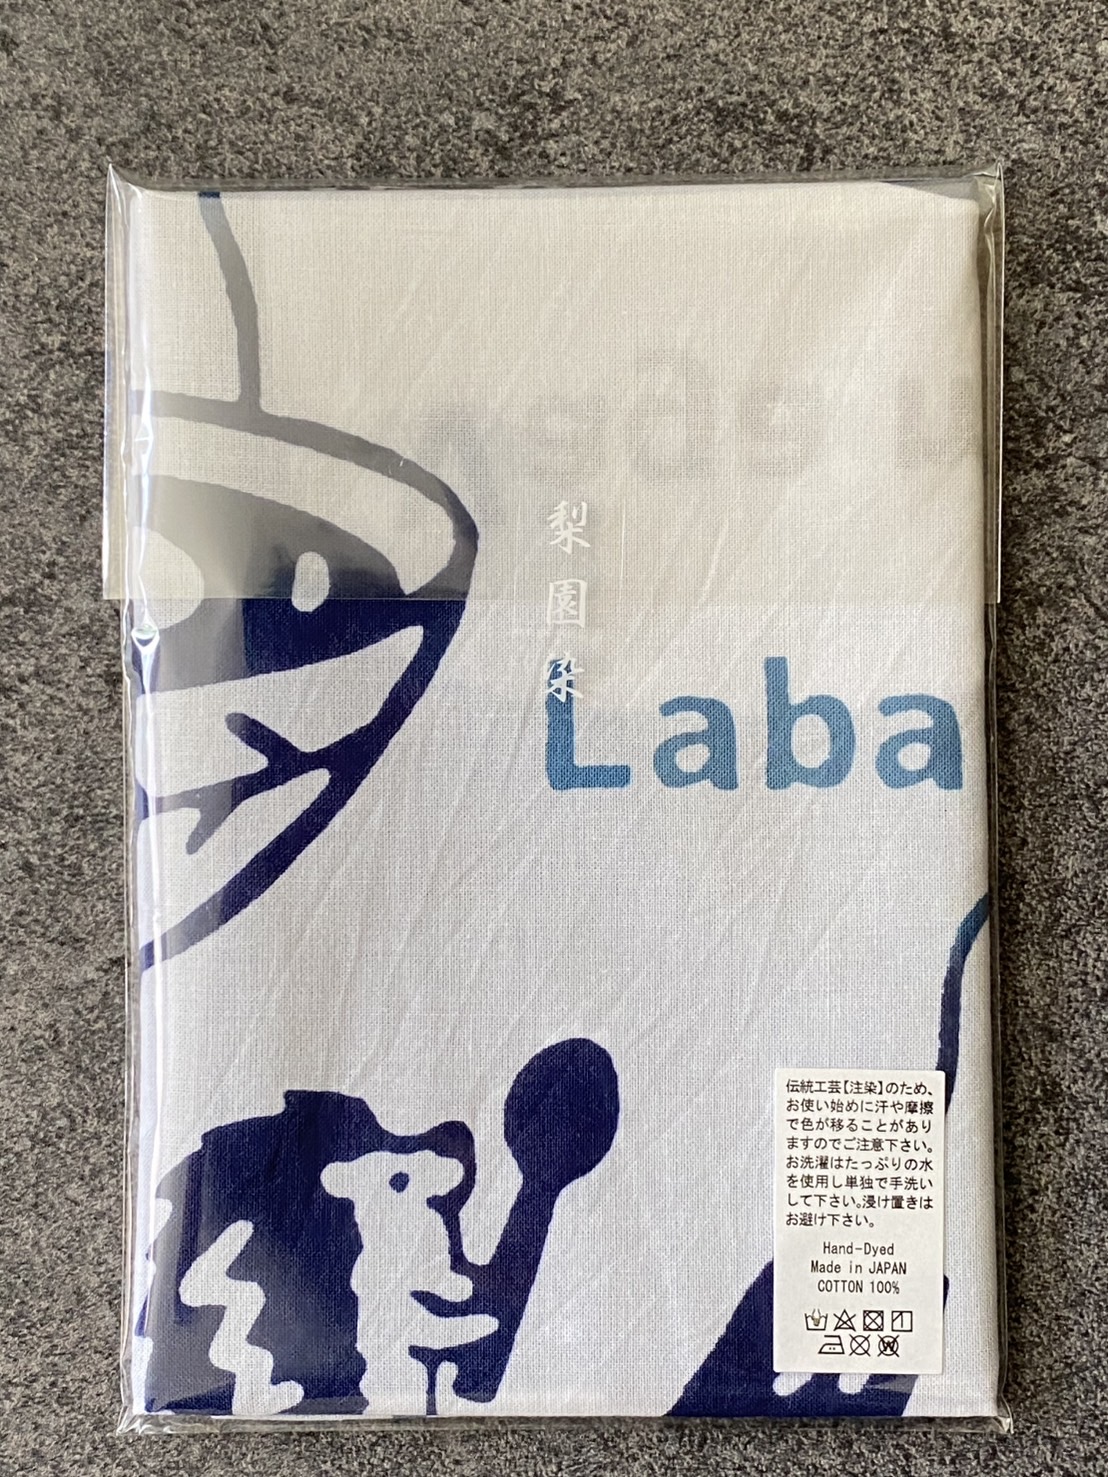 梨園染
Laba
伝統工芸【注染】のため、
お使い始めに汗や摩擦
で色が移ることがあり
ますのでご注意下さい。
お洗濯はたっぷりの水
を使用し単独で手洗い
して下さい。浸け置きは
お避け下さい。
Hand-Dyed
Made in JAPAN
COTTON 100%